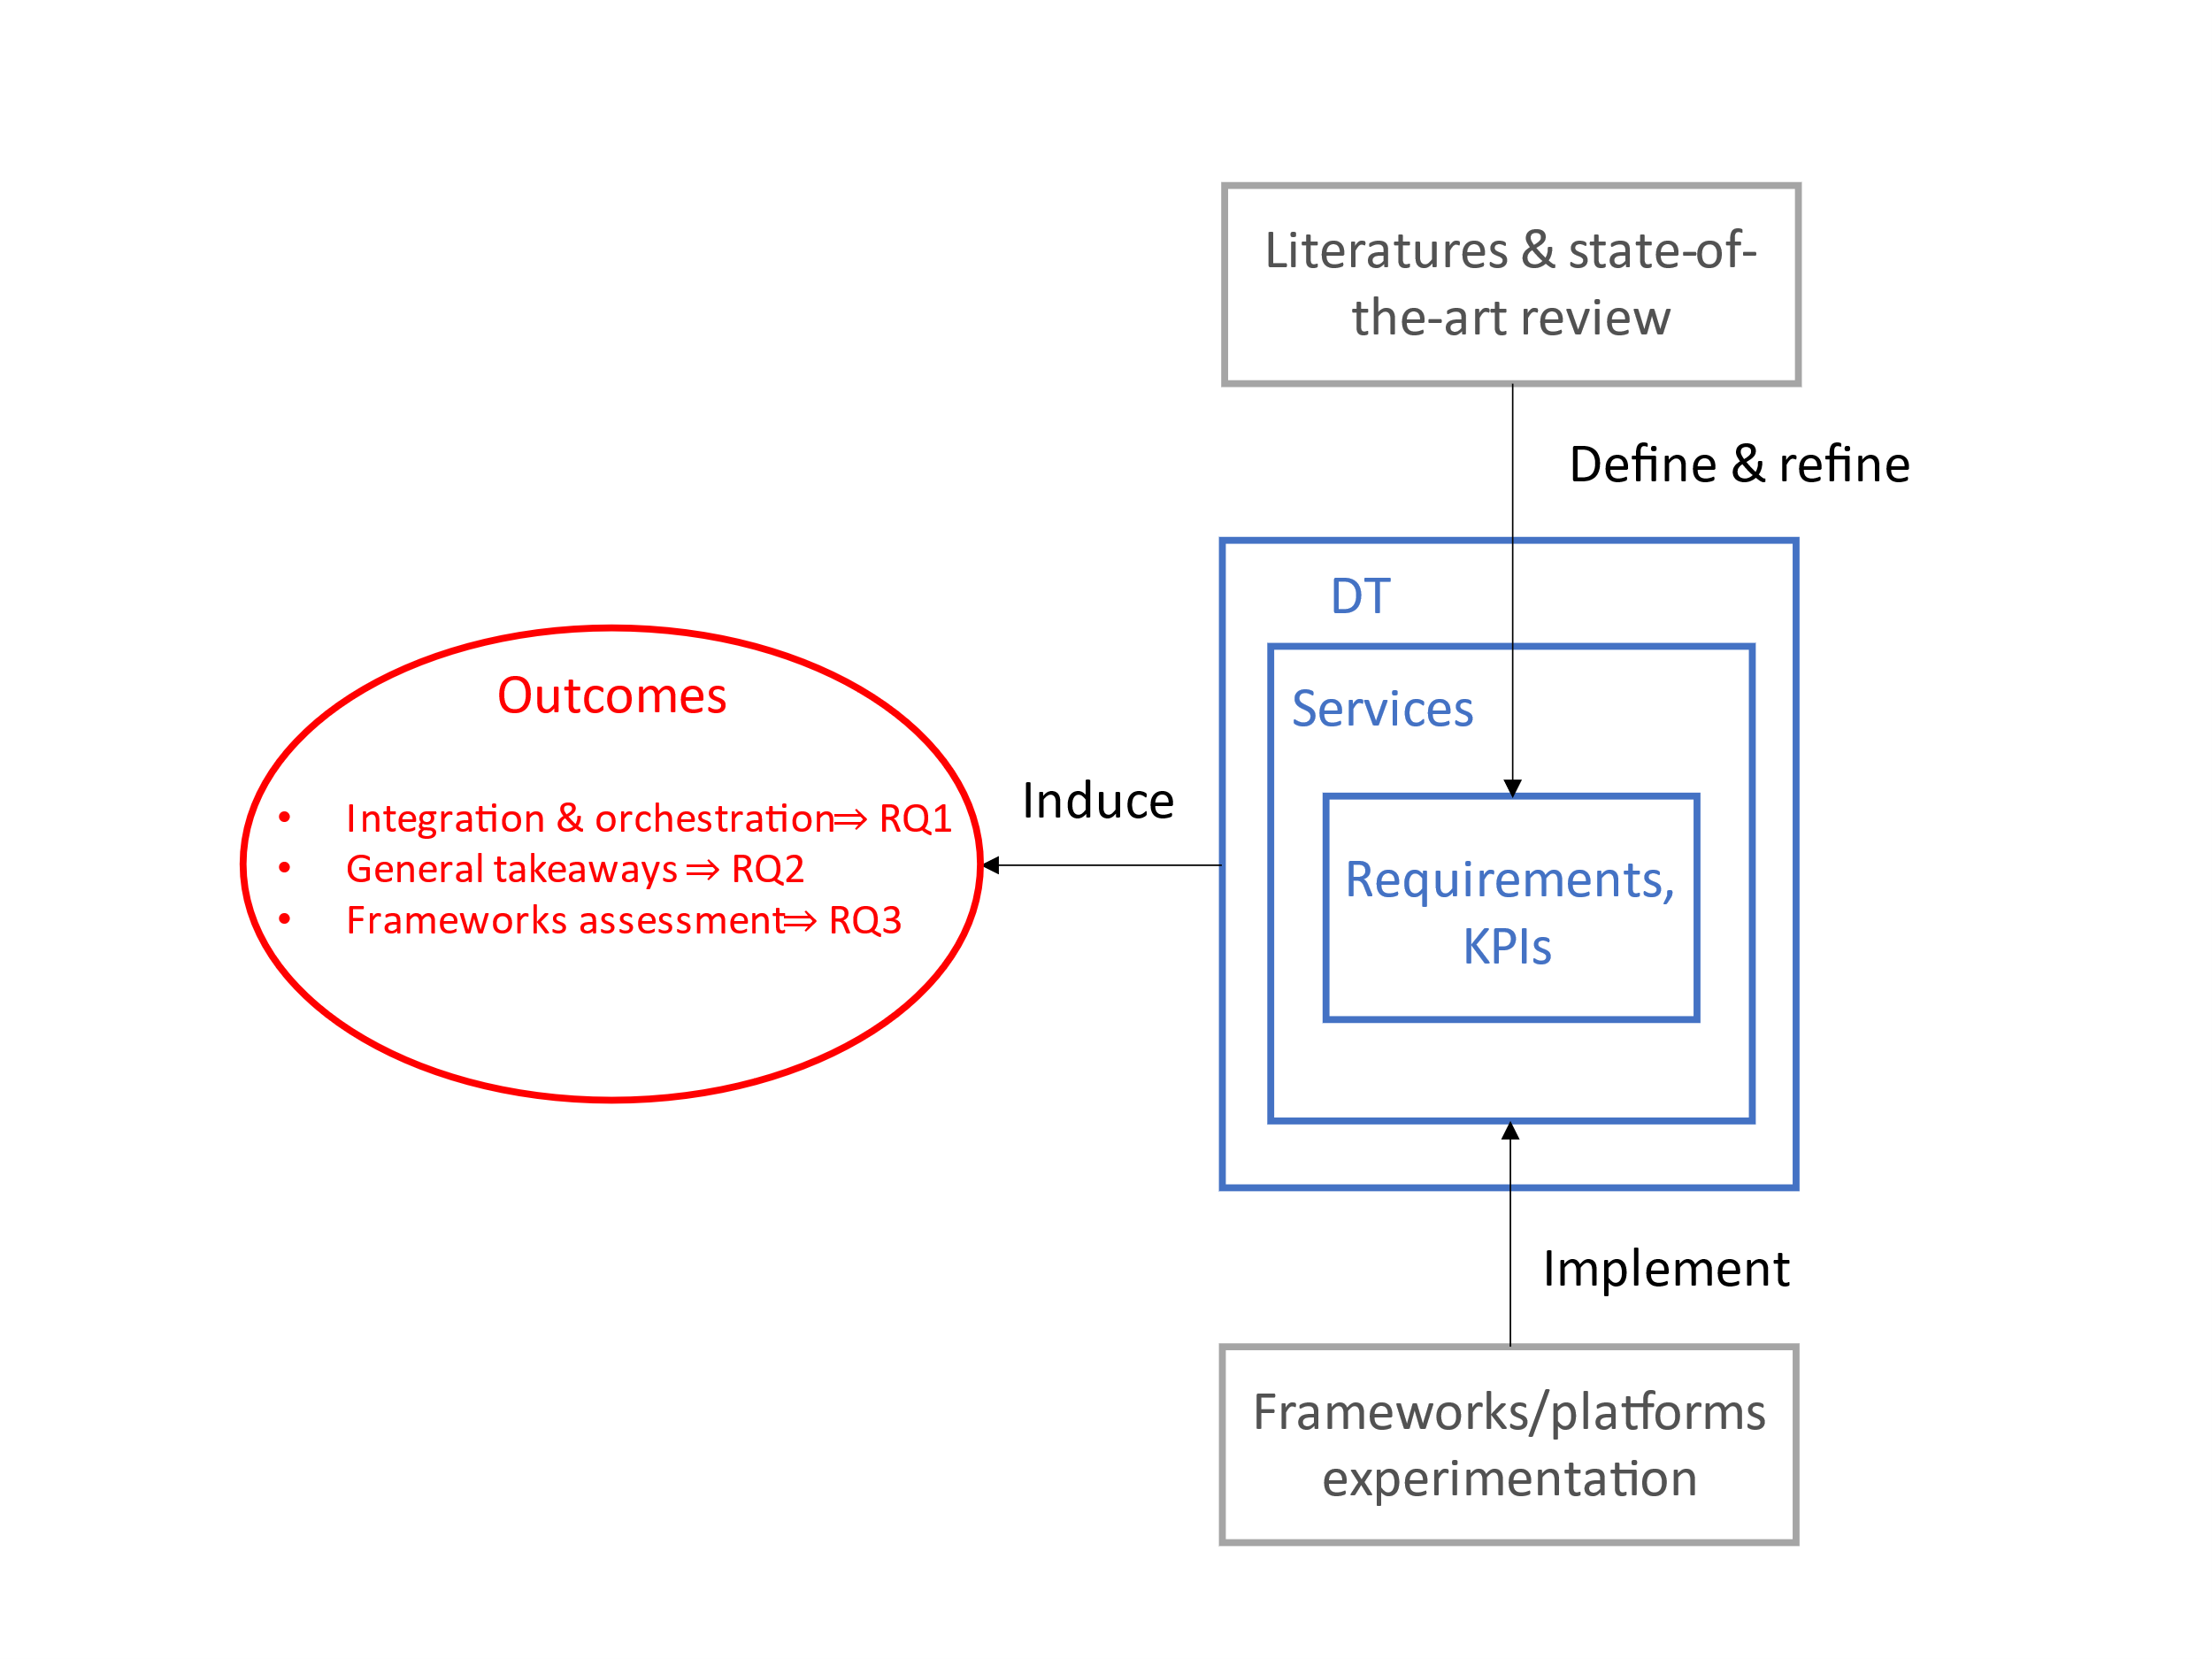 Literatures & state-of-
the-art review
Define & refine
DT
Services
Requirements,
KPIs
Induce
Outcomes
• Integration & orchestration⇒ RQ1
• General takeaways ⇒ RQ2
• Frameworks assessment⇒ RQ3
Implement
Frameworks/platforms
experimentation